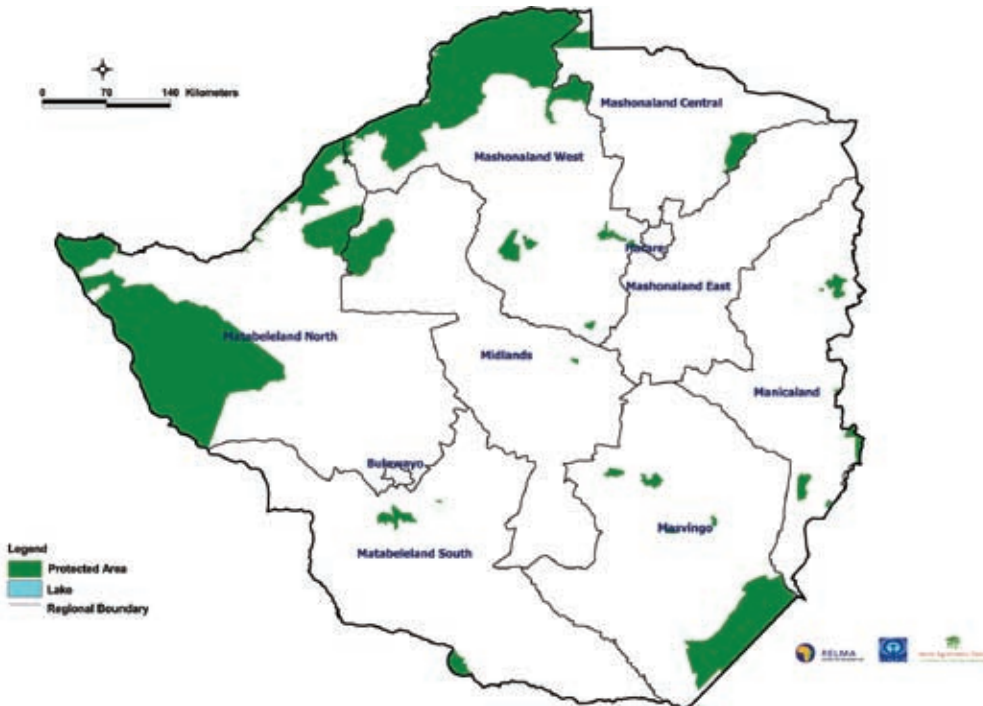 0 70 140 Kilometers
Mashonaland Central
Mashonaland West
Harare
Mashonaland East
Matabeleland North
Midlands
Manicaland
Bulawayo
Masvingo
Matabeleland South
Legend
Protected Area
Lake
Regional Boundary
RELMA